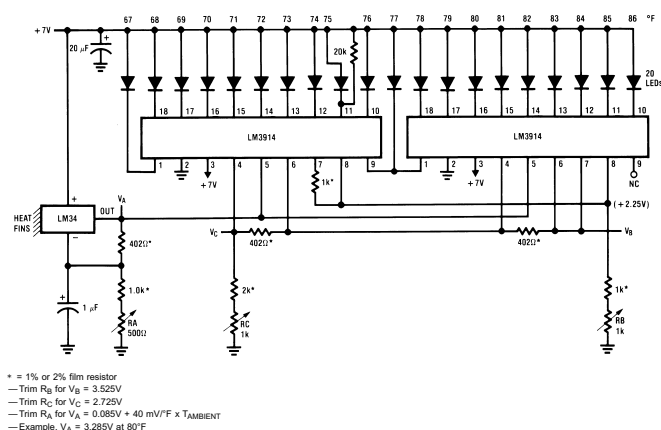 67 68 69 70 71 72 73 74 75 76 77 78 79 80 81 82 83 84 85 86 °F
+7V
20 μF
+
20k
20
LEDs
18 17 16 15 14 13 12 11 10
LM3914
1 2 3 4 5 6 7 8 9
+7V
18 17 16 15 14 13 12 11 10
LM3914
1 2 3 4 5 6 7 8 9
+7V
NC
1k*
(+2.25V)
HEAT
FINS
+
LM34
−
OUT
VA
402Ω*
VC
402Ω*
402Ω*
VB
+
1 μF
1.0k*
RA
500Ω
2k*
RC
1k
1k*
RB
1k
* = 1% or 2% film resistor
—Trim RB for VB = 3.525V
—Trim RC for VC = 2.725V
—Trim RA for VA = 0.085V + 40 mV/°F x TAMBIENT
—Example, VA = 3.285V at 80°F